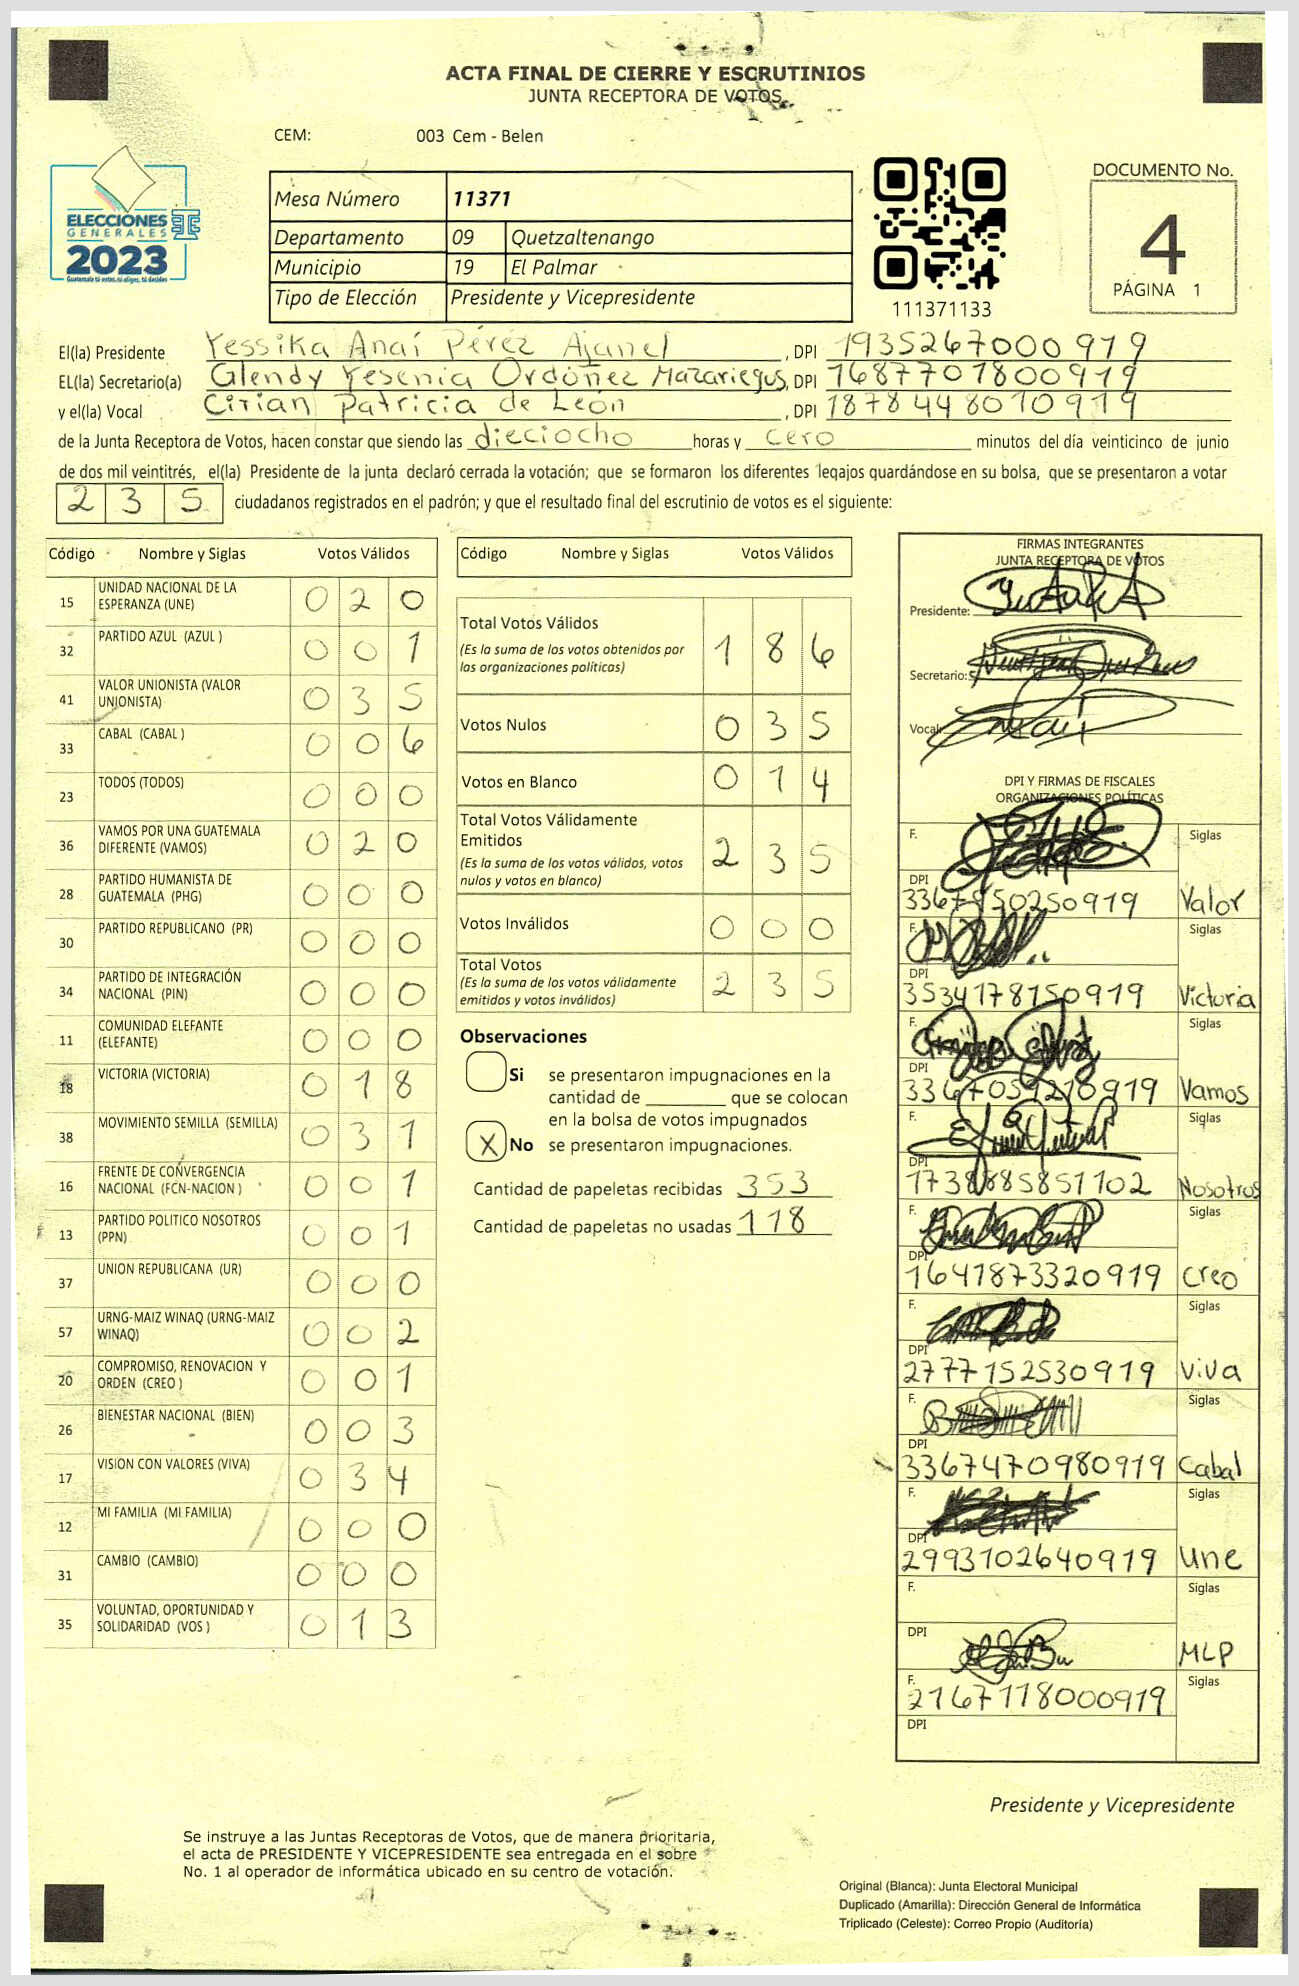 ACTA FINAL DE CIERRE Y ESCRUTINIOS
JUNTA RECEPTORA DE VOTOS
CEM: 003 Cem - Belen
ELECCIONES
GENERALES
2023
Guatemala tú votas, tú eliges, tú decides
Mesa Número 11371
Departamento 09 Quetzaltenango
Municipio 19 El Palmar
Tipo de Elección Presidente y Vicepresidente
111371133
DOCUMENTO No.
4
PÁGINA 1
El(la) Presidente Yessika Anaí Pérez Ajanel, DPI 1935267000919
EL(la) Secretario(a) Glendy Yesenia Ordóñez Mazariegos, DPI 1687701800919
y el(la) Vocal Cirian Patricia de León, DPI 1878448010919
de la Junta Receptora de Votos, hacen constar que siendo las dieciocho horas y cero minutos del día veinticinco de junio
de dos mil veintitrés, el(la) Presidente de la junta declaró cerrada la votación; que se formaron los diferentes legajos quardándose en su bolsa, que se presentaron a votar
2 3 5 ciudadanos registrados en el padrón; y que el resultado final del escrutinio de votos es el siguiente:
Código Nombre y Siglas Votos Válidos
15 UNIDAD NACIONAL DE LA ESPERANZA (UNE) 0 2 0
32 PARTIDO AZUL (AZUL ) 0 0 1
41 VALOR UNIONISTA (VALOR UNIONISTA) 0 3 5
33 CABAL (CABAL ) 0 0 6
23 TODOS (TODOS) 0 0 0
36 VAMOS POR UNA GUATEMALA DIFERENTE (VAMOS) 0 2 0
28 PARTIDO HUMANISTA DE GUATEMALA (PHG) 0 0 0
30 PARTIDO REPUBLICANO (PR) 0 0 0
34 PARTIDO DE INTEGRACIÓN NACIONAL (PIN) 0 0 0
11 COMUNIDAD ELEFANTE (ELEFANTE) 0 0 0
18 VICTORIA (VICTORIA) 0 1 8
38 MOVIMIENTO SEMILLA (SEMILLA) 0 3 1
16 FRENTE DE CONVERGENCIA NACIONAL (FCN-NACION ) 0 0 1
13 PARTIDO POLITICO NOSOTROS (PPN) 0 0 1
37 UNION REPUBLICANA (UR) 0 0 0
57 URNG-MAIZ WINAQ (URNG-MAIZ WINAQ) 0 0 2
20 COMPROMISO, RENOVACION Y ORDEN (CREO ) 0 0 1
26 BIENESTAR NACIONAL (BIEN) 0 0 3
17 VISION CON VALORES (VIVA) 0 3 4
12 MI FAMILIA (MI FAMILIA) 0 0 0
31 CAMBIO (CAMBIO) 0 0 0
35 VOLUNTAD, OPORTUNIDAD Y SOLIDARIDAD (VOS ) 0 1 3
Código Nombre y Siglas Votos Válidos
Total Votos Válidos 1 8 6
(Es la suma de los votos obtenidos por
las organizaciones políticas)
Votos Nulos 0 3 5
Votos en Blanco 0 1 4
Total Votos Válidamente
Emitidos 2 3 5
(Es la suma de los votos válidos, votos
nulos y votos en blanco)
Votos Inválidos 0 0 0
Total Votos 2 3 5
(Es la suma de los votos válidamente
emitidos y votos inválidos)
Observaciones
Si se presentaron impugnaciones en la
cantidad de ________ que se colocan
en la bolsa de votos impugnados
X No se presentaron impugnaciones.
Cantidad de papeletas recibidas 353
Cantidad de papeletas no usadas 118
FIRMAS INTEGRANTES
JUNTA RECEPTORA DE VOTOS
Presidente:
Secretario:
Vocal:
DPI Y FIRMAS DE FISCALES
ORGANIZACIONES POLÍTICAS
F. Siglas
DPI
Valor
F. Siglas
DPI
3534178150919 Victoria
F. Siglas
DPI
Vamos
F. Siglas
DPI
Nosotros
F. Siglas
DPI
1641873320919 Creo
F. Siglas
DPI
2777152530919 Viva
F. Siglas
DPI
3367470980919 Cabal
F. Siglas
DPI
2993102640919 Une
F. Siglas
DPI
MLP
F. Siglas
2167118000919
DPI
Presidente y Vicepresidente
Se instruye a las Juntas Receptoras de Votos, que de manera prioritaria,
el acta de PRESIDENTE Y VICEPRESIDENTE sea entregada en el sobre
No. 1 al operador de informática ubicado en su centro de votación.
Original (Blanca): Junta Electoral Municipal
Duplicado (Amarilla): Dirección General de Informática
Triplicado (Celeste): Correo Propio (Auditoría)